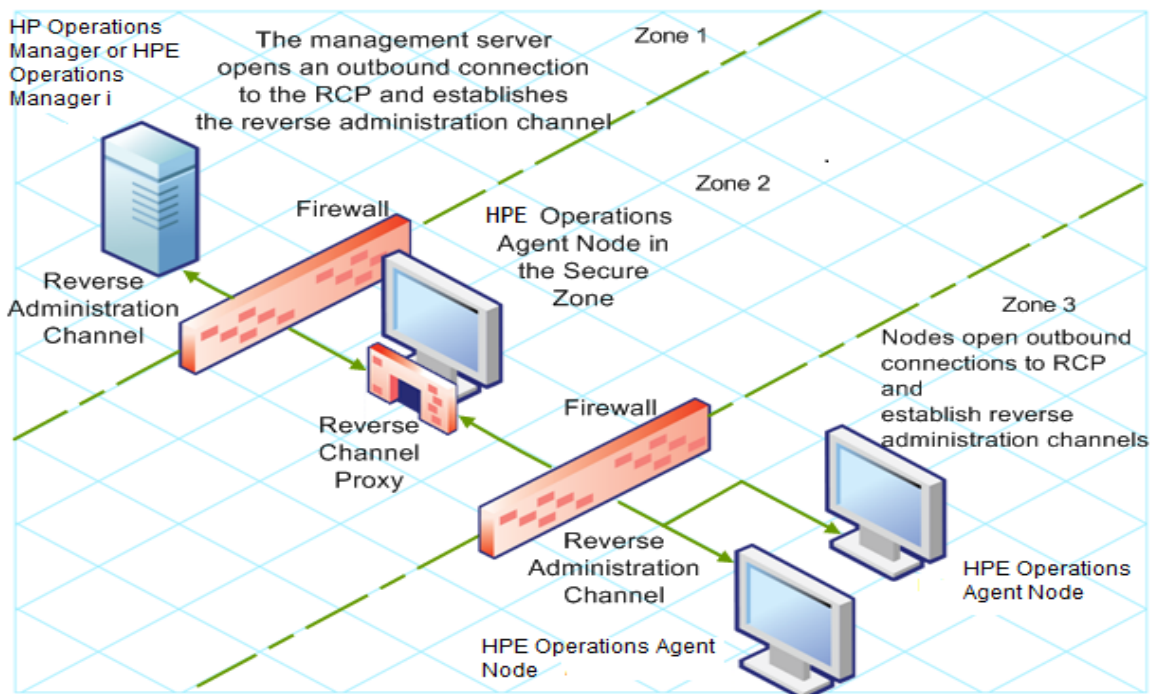 HP Operations
Manager or HPE
Operations
Manager i
The management server
opens an outbound connection
to the RCP and establishes
the reverse administration channel
Zone 1
Zone 2
Firewall
HPE Operations
Agent Node in
the Secure
Zone
Reverse
Administration
Channel
Zone 3
Nodes open outbound
connections to RCP
and
establish reverse
administration channels
Firewall
Reverse
Channel
Proxy
Reverse
Administration
Channel
HPE Operations
Agent Node
HPE Operations Agent
Node